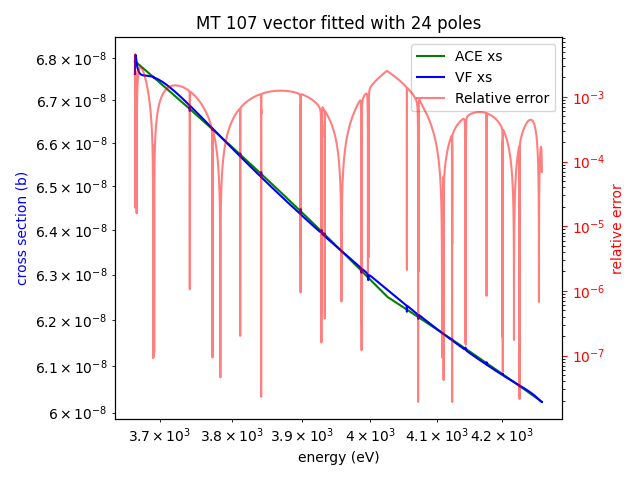 MT 107 vector fitted with 24 poles
ACE xs
VF xs
Relative error
cross section (b)
6.8 × 10⁻⁸
6.7 × 10⁻⁸
6.6 × 10⁻⁸
6.5 × 10⁻⁸
6.4 × 10⁻⁸
6.3 × 10⁻⁸
6.2 × 10⁻⁸
6.1 × 10⁻⁸
6 × 10⁻⁸
10⁻³
10⁻⁴
10⁻⁵
10⁻⁶
10⁻⁷
relative error
3.7 × 10³ 3.8 × 10³ 3.9 × 10³ 4 × 10³ 4.1 × 10³ 4.2 × 10³
energy (eV)